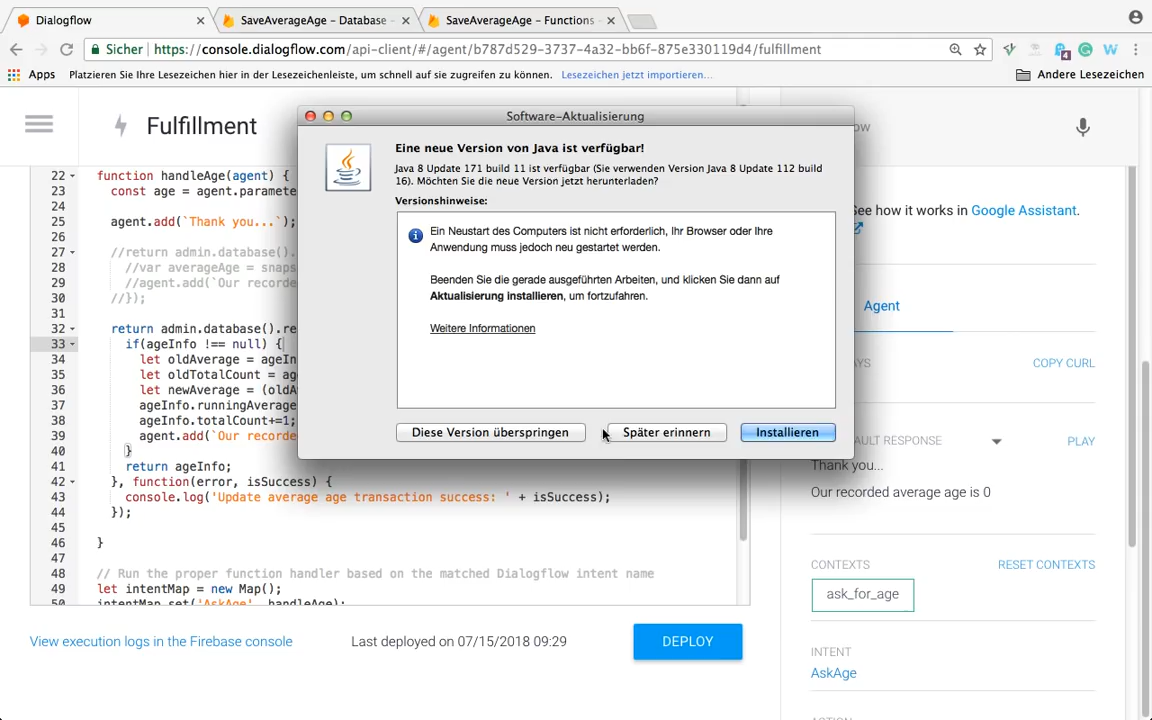 Dialogflow
SaveAverageAge - Database -
SaveAverageAge - Functions -
Sicher
https://console.dialogflow.com/api-client/#/agent/b787d529-3737-4a32-bb6f-875e330119d4/fulfillment
4
Apps
Platzieren Sie Ihre Lesezeichen hier in der Lesezeichenleiste, um schnell auf sie zugreifen zu können.
Lesezeichen jetzt importieren...
Andere Lesezeichen
Fulfillment
22 function handleAge(agent) {
23 const age = agent.paramete
24
25 agent.add(`Thank you...`);
26
27 //return admin.database().
28 //var averageAge = snaps
29 //agent.add(`Our recorde
30 //});
31
32 return admin.database().re
33 if(ageInfo !== null) {
34 let oldAverage = ageIn
35 let oldTotalCount = ag
36 let newAverage = (oldA
37 ageInfo.runningAverage
38 ageInfo.totalCount+=1;
39 agent.add(`Our recorde
40 }
41 return ageInfo;
42 }, function(error, isSuccess) {
43 console.log('Update average age transaction success: ' + isSuccess);
44 });
45
46 }
47
48 // Run the proper function handler based on the matched Dialogflow intent name
49 let intentMap = new Map();
50 intentMap.set('AskAge', handleAge);
View execution logs in the Firebase console
Last deployed on 07/15/2018 09:29
DEPLOY
Software-Aktualisierung
Eine neue Version von Java ist verfügbar!
Java 8 Update 171 build 11 ist verfügbar (Sie verwenden Version Java 8 Update 112 build
16). Möchten Sie die neue Version jetzt herunterladen?
Versionshinweise:
Ein Neustart des Computers ist nicht erforderlich, Ihr Browser oder Ihre
Anwendung muss jedoch neu gestartet werden.
Beenden Sie die gerade ausgeführten Arbeiten, und klicken Sie dann auf
Aktualisierung installieren, um fortzufahren.
Weitere Informationen
Diese Version überspringen
Später erinnern
Installieren
ow
See how it works in Google Assistant.
Agent
AYS
COPY CURL
AULT RESPONSE
PLAY
Thank you...
Our recorded average age is 0
CONTEXTS
RESET CONTEXTS
ask_for_age
INTENT
AskAge